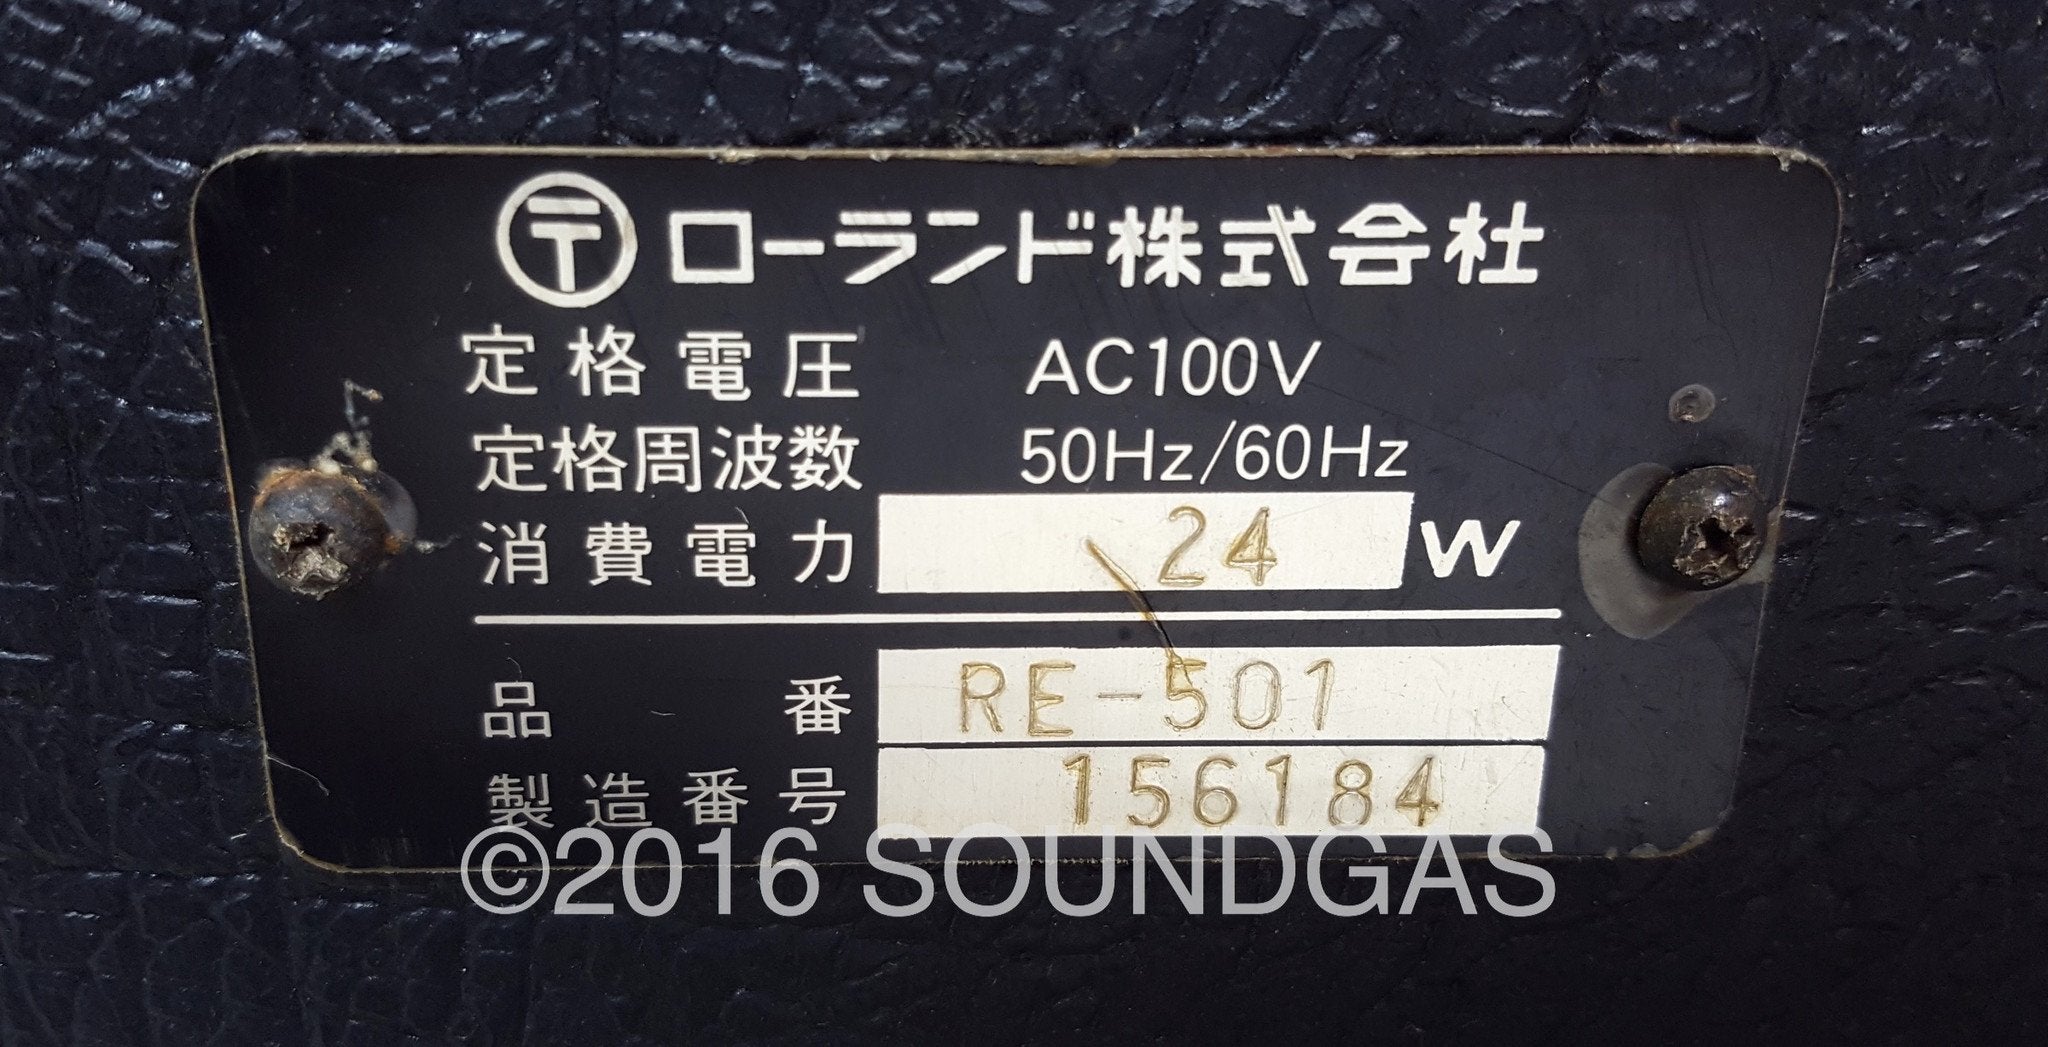 〒 ローランド株式会社
定格電圧 AC100V
定格周波数 50Hz/60Hz
消費電力 24 W
品番 RE-501
製造番号 156184
©2016 SOUNDGAS